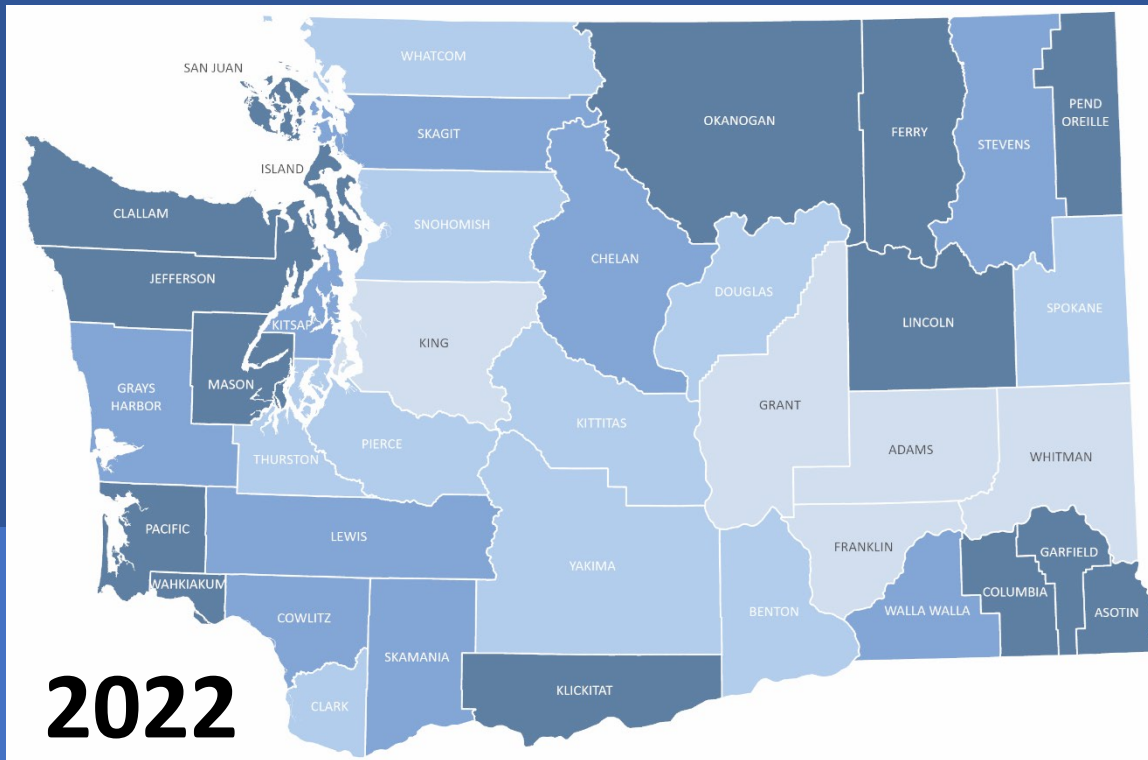 WHATCOM
SAN JUAN
SKAGIT
ISLAND
OKANOGAN
FERRY
STEVENS
PEND
OREILLE
CLALLAM
SNOHOMISH
CHELAN
JEFFERSON
DOUGLAS
KITSAP
KING
LINCOLN
SPOKANE
MASON
GRAYS
HARBOR
GRANT
KITTITAS
PIERCE
THURSTON
ADAMS
WHITMAN
PACIFIC
LEWIS
FRANKLIN
GARFIELD
YAKIMA
WAHKIAKUM
COLUMBIA
COWLITZ
BENTON
WALLA WALLA
ASOTIN
SKAMANIA
KLICKITAT
CLARK
2022